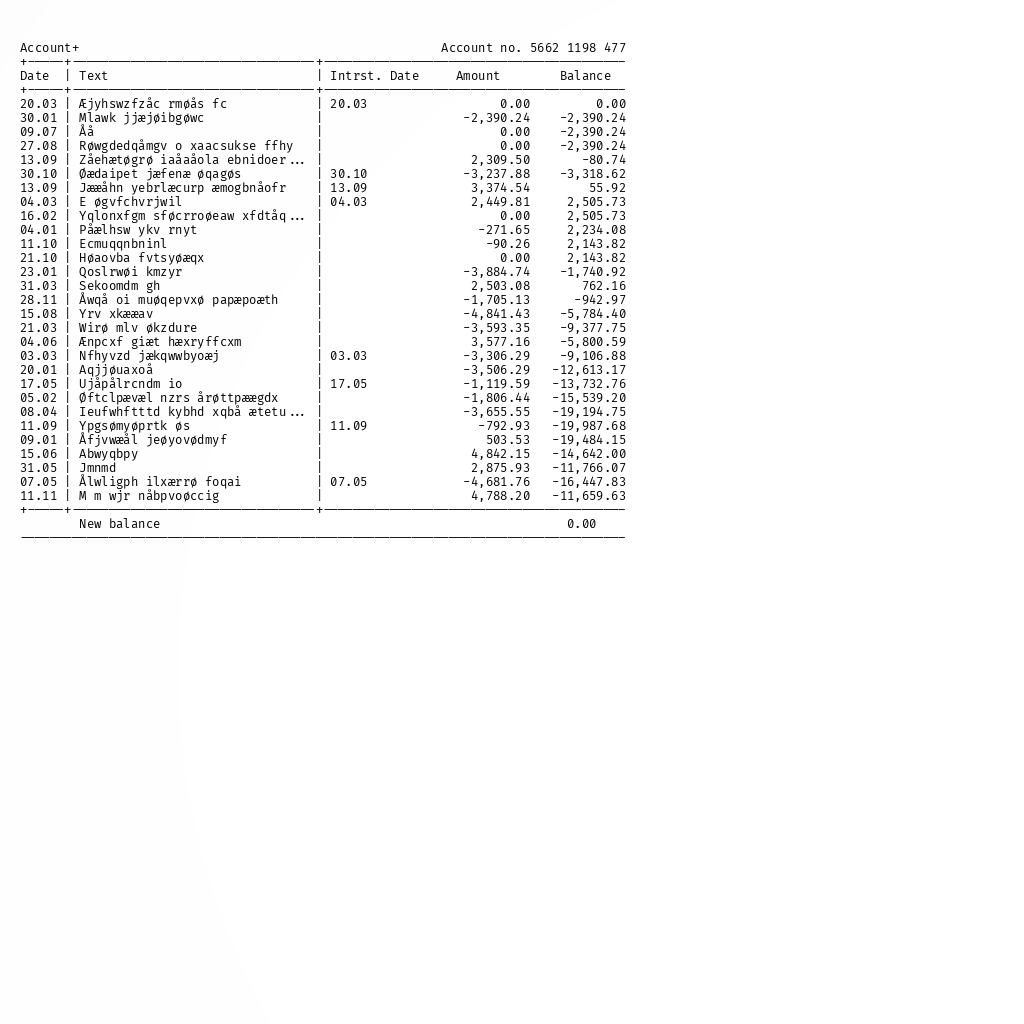 Account+ Account no. 5662 1198 477
Date | Text | Intrst. Date Amount Balance
20.03 | Æjyhswzfzåc rmøås fc | 20.03 0.00 0.00
30.01 | Mlawk jjæjøibgøwc | -2,390.24 -2,390.24
09.07 | Åå | 0.00 -2,390.24
27.08 | Røwgdedqåmgv o xaacsukse ffhy | 0.00 -2,390.24
13.09 | Zåehætøgrø iaåaåola ebnidoer... | 2,309.50 -80.74
30.10 | Øædaipet jæfenæ øqagøs | 30.10 -3,237.88 -3,318.62
13.09 | Jææåhn yebrlæcurp æmogbnåofr | 13.09 3,374.54 55.92
04.03 | E øgvfchvrjwil | 04.03 2,449.81 2,505.73
16.02 | Yqlonxfgm sføcrroøeaw xfdtåq... | 0.00 2,505.73
04.01 | Påælhsw ykv rnyt | -271.65 2,234.08
11.10 | Ecmuqqnbninl | -90.26 2,143.82
21.10 | Høaovba fvtsyøæqx | 0.00 2,143.82
23.01 | Qoslrwøi kmzyr | -3,884.74 -1,740.92
31.03 | Sekoomdm gh | 2,503.08 762.16
28.11 | Åwqå oi muøqepvxø papæpoæth | -1,705.13 -942.97
15.08 | Yrv xkææav | -4,841.43 -5,784.40
21.03 | Wirø mlv økzdure | -3,593.35 -9,377.75
04.06 | Ænpcxf giæt hæxryffcxm | 3,577.16 -5,800.59
03.03 | Nfhyvzd jækqwwbyoæj | 03.03 -3,306.29 -9,106.88
20.01 | Aqjjøuaxoå | -3,506.29 -12,613.17
17.05 | Ujåpålrcndm io | 17.05 -1,119.59 -13,732.76
05.02 | Øftclpævæl nzrs årøttpæægdx | -1,806.44 -15,539.20
08.04 | Ieufwhftttd kybhd xqbå ætetu... | -3,655.55 -19,194.75
11.09 | Ypgsømyøprtk øs | 11.09 -792.93 -19,987.68
09.01 | Åfjvwæål jeøyovødmyf | 503.53 -19,484.15
15.06 | Abwyqbpy | 4,842.15 -14,642.00
31.05 | Jmnmd | 2,875.93 -11,766.07
07.05 | Ålwligph ilxærrø foqai | 07.05 -4,681.76 -16,447.83
11.11 | M m wjr nåbpvoøccig | 4,788.20 -11,659.63
New balance 0.00